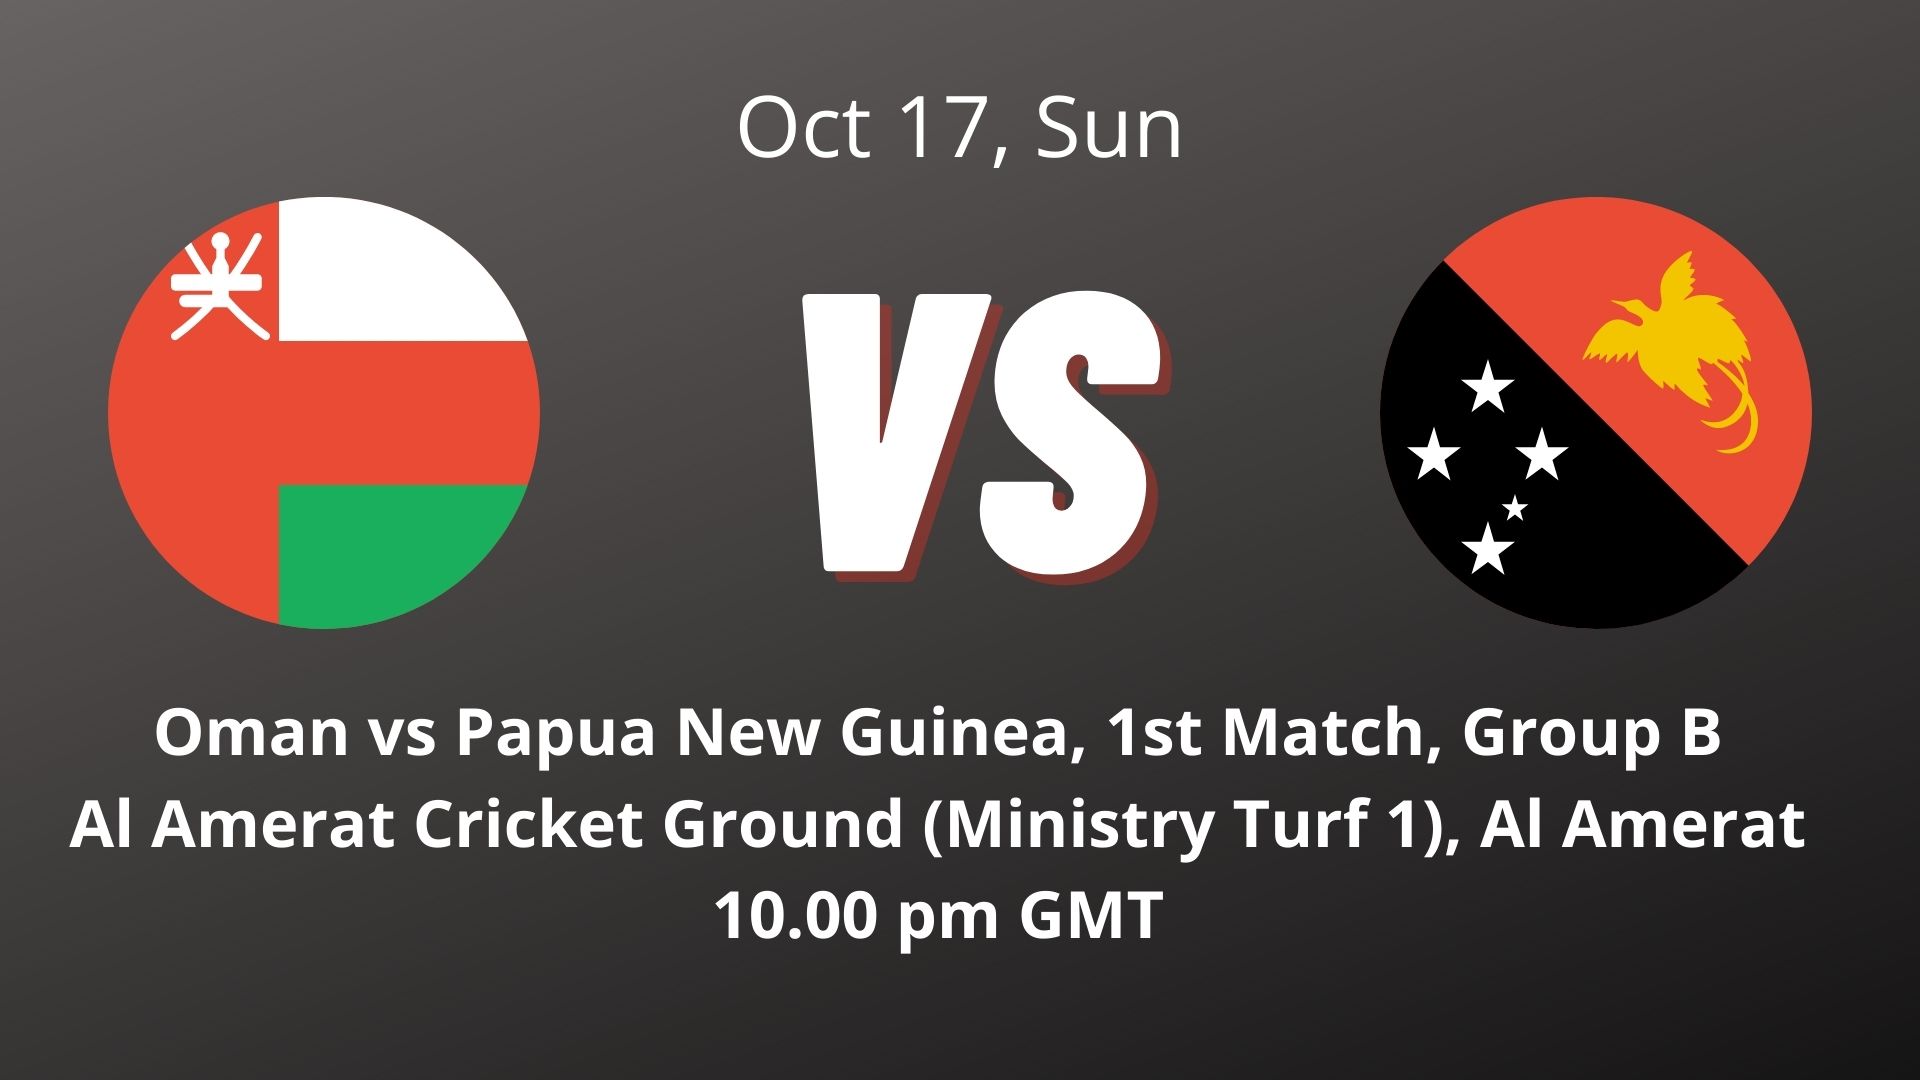 Oct 17, Sun
VS
Oman vs Papua New Guinea, 1st Match, Group B
Al Amerat Cricket Ground (Ministry Turf 1), Al Amerat
10.00 pm GMT